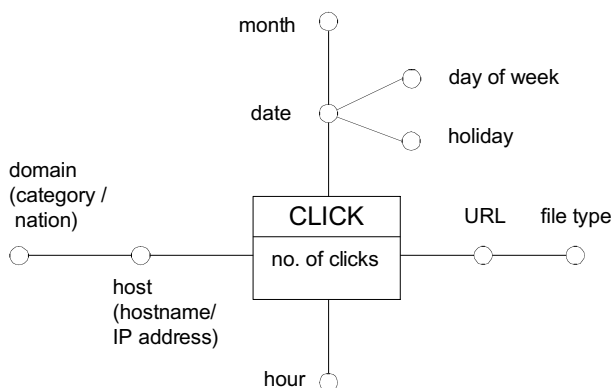 month
day of week
date
holiday
domain
(category /
nation)
CLICK
URL
file type
no. of clicks
host
(hostname/
IP address)
hour